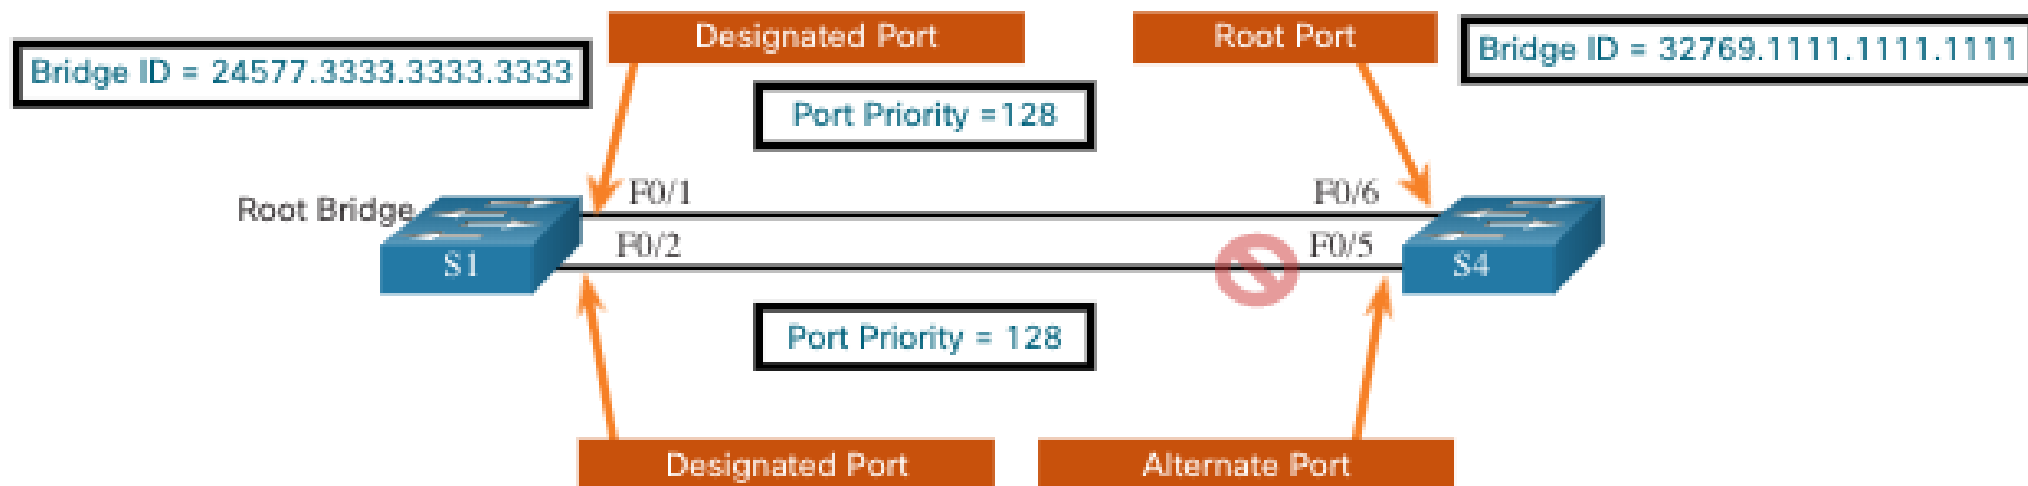 Designated Port
Root Port
Bridge ID = 24577.3333.3333.3333
Bridge ID = 32769.1111.1111.1111
Port Priority =128
Root Bridge
F0/1
F0/6
F0/2
F0/5
S1
S4
Port Priority = 128
Designated Port
Alternate Port